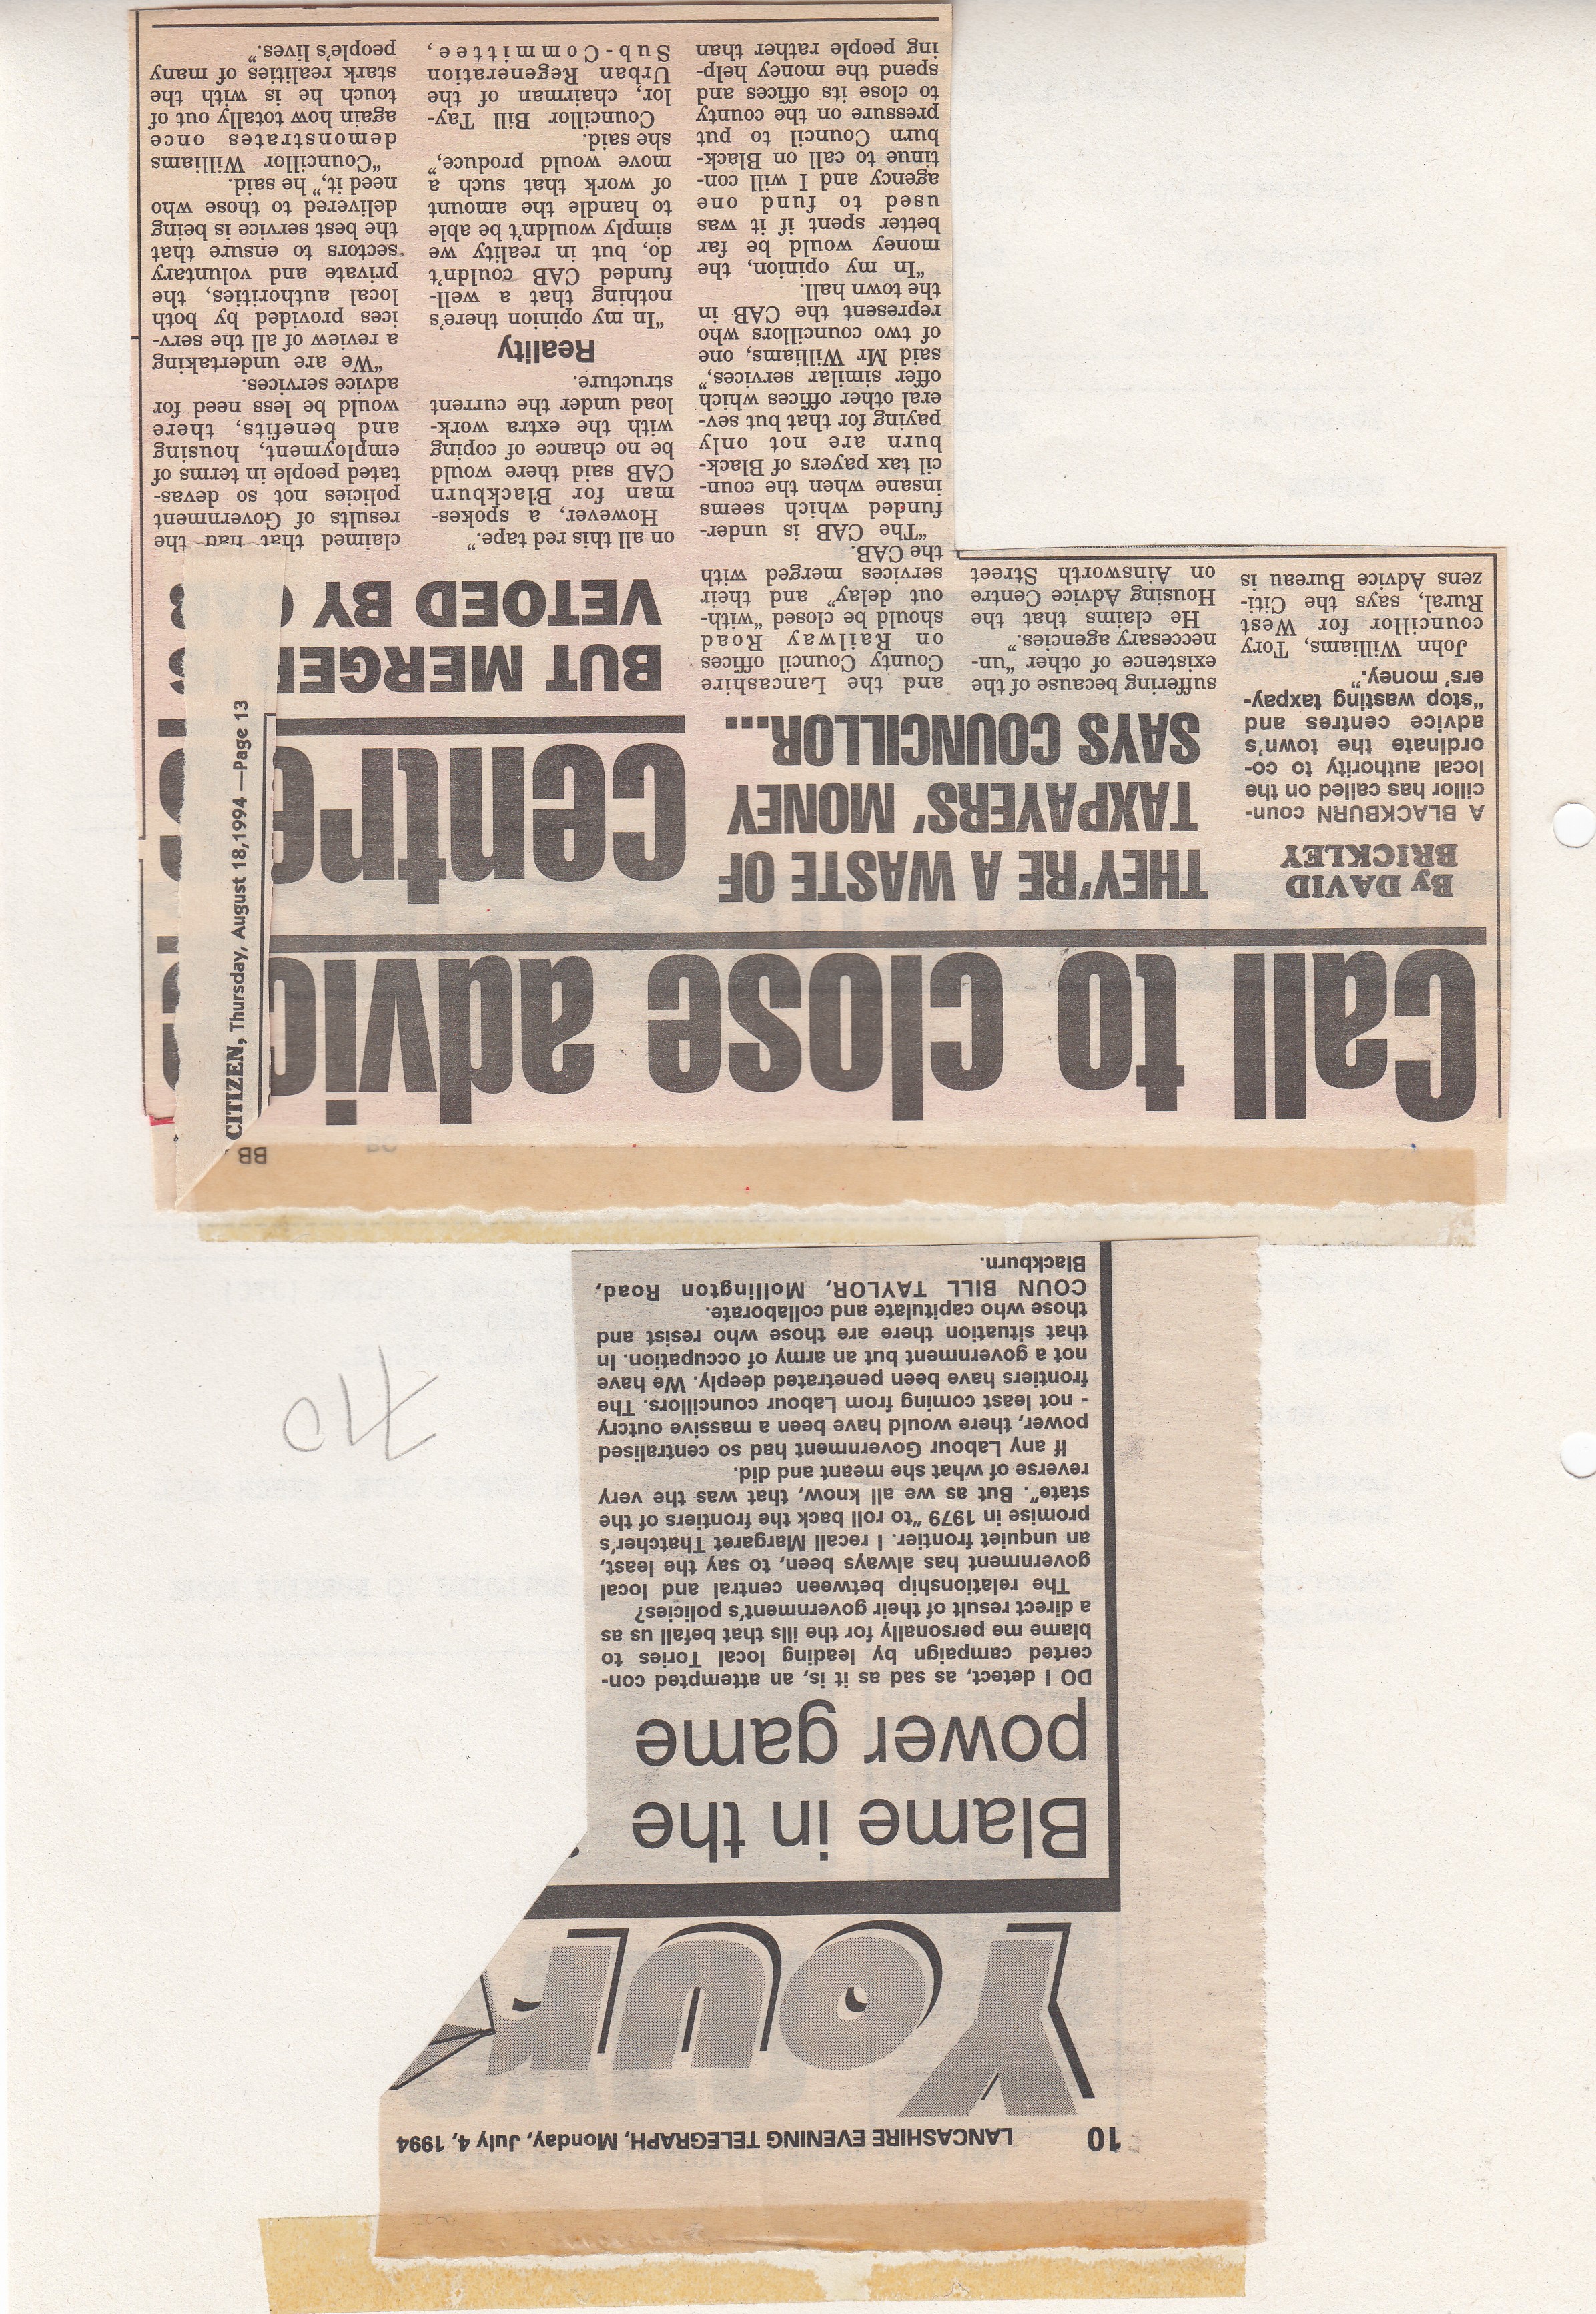 10 LANCASHIRE EVENING TELEGRAPH, Monday, July 4, 1994
YOUR
Blame in the
power game
DO I detect, as sad as it is, an attempted con-
certed campaign by leading local Tories to
blame me personally for the ills that befall us as
a direct result of their government's policies?
The relationship between central and local
government has always been, to say the least,
an unquiet frontier. I recall Margaret Thatcher's
promise in 1979 "to roll back the frontiers of the
state". But as we all know, that was the very
reverse of what she meant and did.
If any Labour Government had so centralised
power, there would have been a massive outcry
- not least coming from Labour councillors. The
frontiers have been penetrated deeply. We have
not a government but an army of occupation. In
that situation there are those who resist and
those who capitulate and collaborate.
COUN BILL TAYLOR, Mollington Road,
Blackburn.
BB
CITIZEN, Thursday, August 18,1994 —Page 13
Call to close advic
centre
By DAVID
BRICKLEY
THEY'RE A WASTE OF
TAXPAYERS' MONEY
SAYS COUNCILLOR...
BUT MERGER
VETOED BY C
A BLACKBURN coun-
cillor has called on the
local authority to co-
ordinate the town's
advice centres and
"stop wasting taxpay-
ers' money."
John Williams, Tory
councillor for West
Rural, says the Citi-
zens Advice Bureau is
suffering because of the
existence of other "un-
neccesary agencies."
He claims that the
Housing Advice Centre
on Ainsworth Street
and the Lancashire
County Council offices
on Railway Road
should be closed "with-
out delay" and their
services merged with
the CAB.
"The CAB is under-
funded which seems
insane when the coun-
cil tax payers of Black-
burn are not only
paying for that but sev-
eral other offices which
offer similar services,"
said Mr Williams, one
of two councillors who
represent the CAB in
the town hall.
"In my opinion, the
money would be far
better spent if it was
used to fund one
agency and I will con-
tinue to call on Black-
burn Council to put
pressure on the county
to close its offices and
spend the money help-
ing people rather than
on all this red tape."
However, a spokes-
man for Blackburn
CAB said there would
be no chance of coping
with the extra work-
load under the current
structure.
Reality
"In my opinion there's
nothing that a well-
funded CAB couldn't
do, but in reality we
simply wouldn't be able
to handle the amount
of work that such a
move would produce,"
she said.
Councillor Bill Tay-
lor, chairman of the
Urban Regeneration
Sub-Committee,
claimed that had the
results of Government
policies not so devas-
tated people in terms of
employment, housing
and benefits, there
would be less need for
advice services.
"We are undertaking
a review of all the serv-
ices provided by both
local authorities, the
private and voluntary
sectors to ensure that
the best service is being
delivered to those who
need it," he said.
"Councillor Williams
demonstrates once
again how totally out of
touch he is with the
stark realities of many
people's lives."